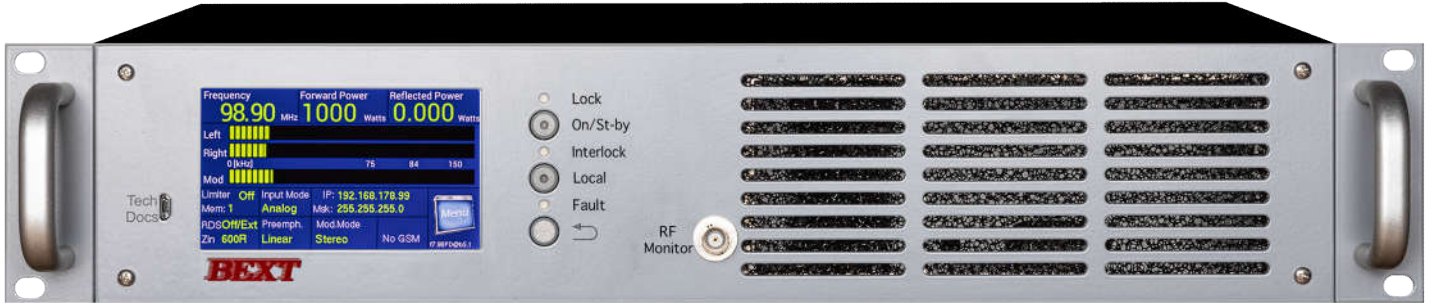 Frequency Forward Power Reflected Power
98.90 MHz 1000 Watts 0.000 Watts
Left
Right
0 [kHz] 75 84 150
Mod
Limiter Off Input Mode IP: 192.168.178.99
Mem: 1 Analog Msk: 255.255.255.0
Menu
RDS Off/Ext Preemph. Mod.Mode
Zin 600R Linear Stereo No GSM
BEXT
Tech
Docs
Lock
On/St-by
Interlock
Local
Fault
RF
Monitor